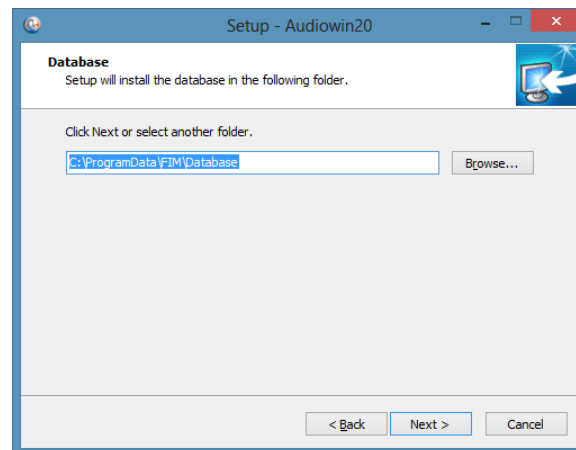 Setup - Audiowin20
Database
Setup will install the database in the following folder.
Click Next or select another folder.
C:\ProgramData\FIM\Database
Browse...
< Back
Next >
Cancel